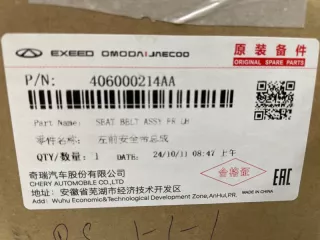 EXEED OMODA | JAECOO
原装备件
ORIGINAL SPARE PARTS
P/N: 406000214AA
Part Name: SEAT BELT ASSY FR LH
零件名称: 左前安全带总成
QTY/数量: 1 DATE: 24/10/11 08:47 上午
奇瑞汽车股份有限公司
CHERY AUTOMOBILE CO.,LTD
安徽省芜湖市经济技术开发区
Add: Wuhu Economic&Technological Development Zone,AnHui,P.R.
合格证
EAC
MADE IN CHINA